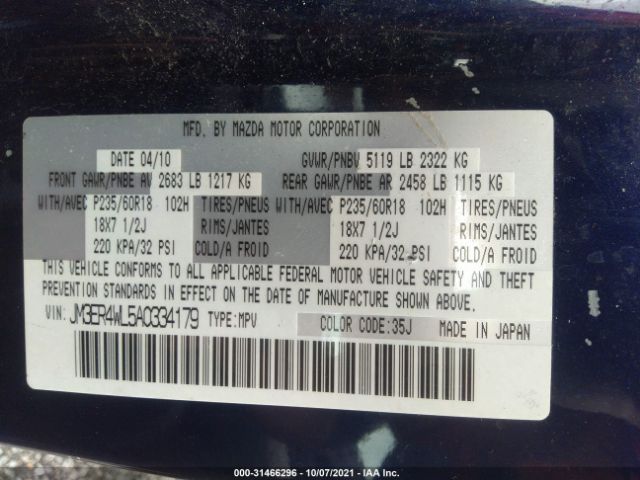 MFD. BY MAZDA MOTOR CORPORATION
DATE 04/10 GVWR/PNBV 5119 LB 2322 KG
FRONT GAWR/PNBE AV 2683 LB 1217 KG REAR GAWR/PNBE AR 2458 LB 1115 KG
WITH/AVEC P235/60R18 102H TIRES/PNEUS WITH/AVEC P235/60R18 102H TIRES/PNEUS
18X7 1/2J RIMS/JANTES 18X7 1/2J RIMS/JANTES
220 KPA/32 PSI COLD/A FROID 220 KPA/32 PSI COLD/A FROID
THIS VEHICLE CONFORMS TO ALL APPLICABLE FEDERAL MOTOR VEHICLE SAFETY AND THEFT
PREVENTION STANDARDS IN EFFECT ON THE DATE OF MANUFACTURE SHOWN ABOVE.
VIN: JM3ER4WL5A0334179 TYPE:MPV COLOR CODE:35J MADE IN JAPAN
000-31466296 - 10/07/2021 - IAA Inc.